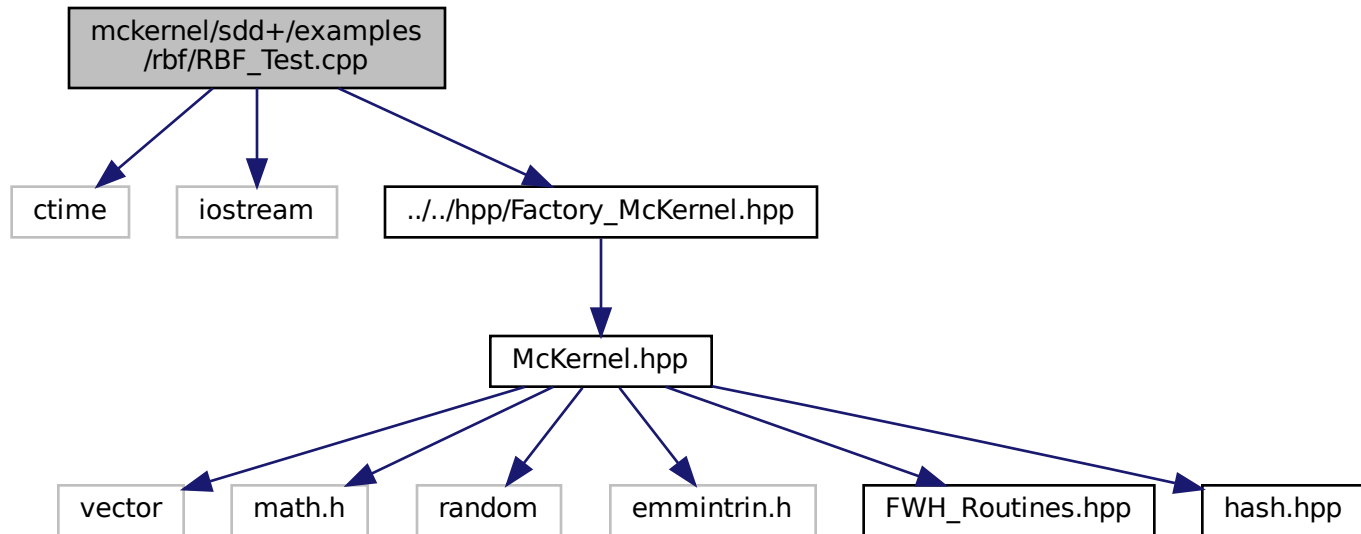 mckernel/sdd+/examples
/rbf/RBF_Test.cpp
ctime
iostream
../../hpp/Factory_McKernel.hpp
McKernel.hpp
vector
math.h
random
emmintrin.h
FWH_Routines.hpp
hash.hpp